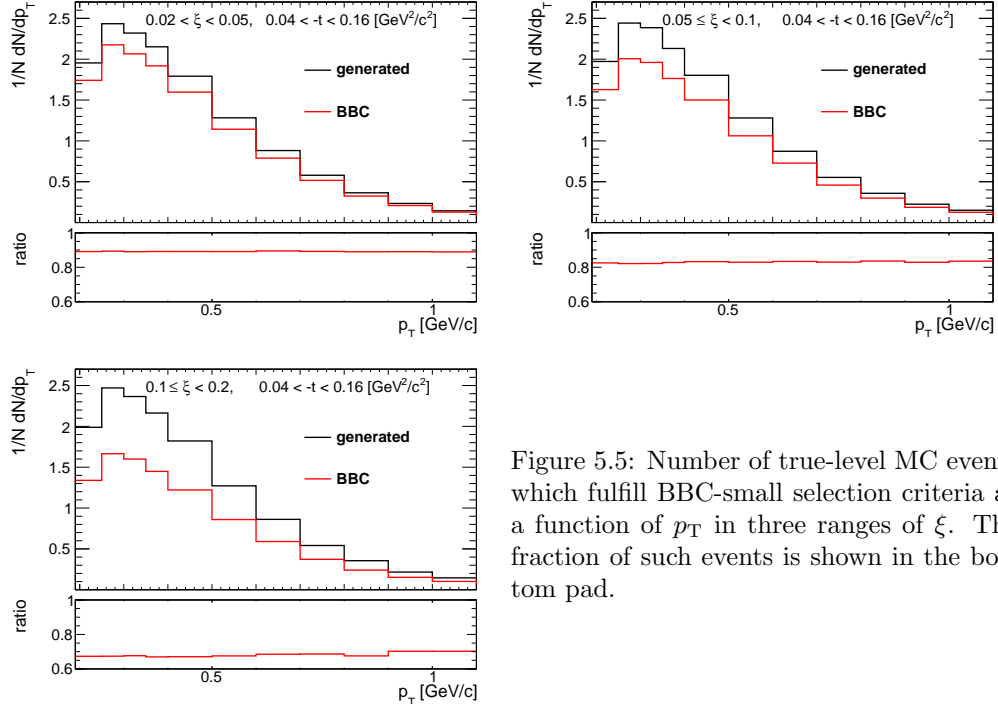 0.02 < ξ < 0.05, 0.04 < -t < 0.16 [GeV²/c²]
1/N dN/dp_T
2.5
2
1.5
1
0.5
generated
BBC
ratio
1
0.8
0.6
0.5
1
p_T [GeV/c]
0.05 ≤ ξ < 0.1, 0.04 < -t < 0.16 [GeV²/c²]
1/N dN/dp_T
2.5
2
1.5
1
0.5
generated
BBC
ratio
1
0.8
0.6
0.5
1
p_T [GeV/c]
0.1 ≤ ξ < 0.2, 0.04 < -t < 0.16 [GeV²/c²]
1/N dN/dp_T
2.5
2
1.5
1
0.5
generated
BBC
ratio
1
0.8
0.6
0.5
1
p_T [GeV/c]
Figure 5.5: Number of true-level MC event
which fulfill BBC-small selection criteria a
a function of p_T in three ranges of ξ. Th
fraction of such events is shown in the bo
tom pad.